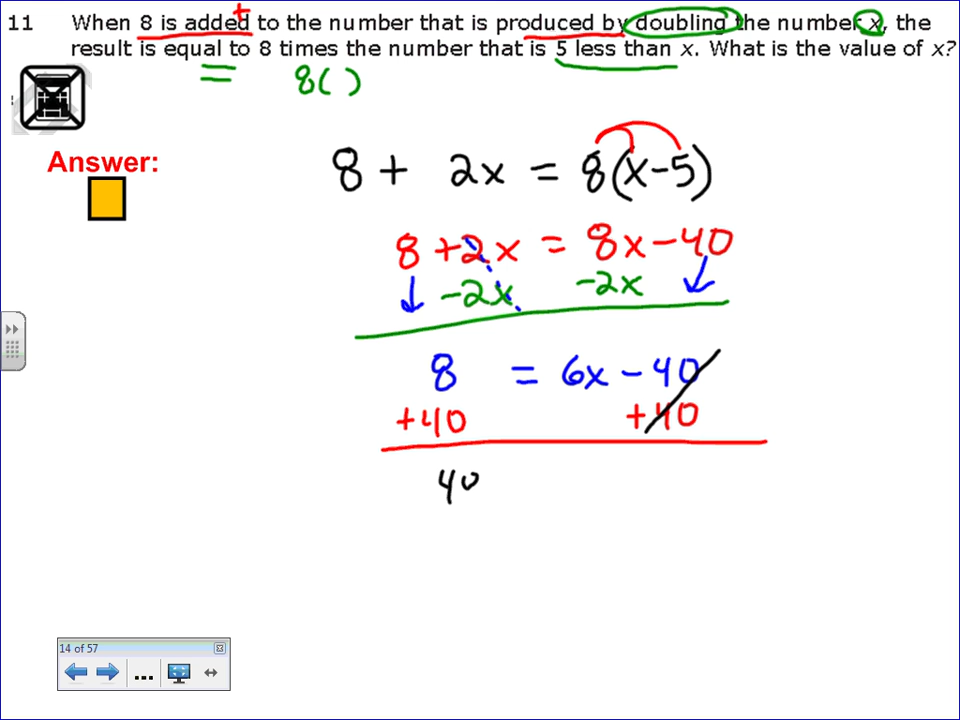 11 When 8 is added to the number that is produced by doubling the number x, the
result is equal to 8 times the number that is 5 less than x. What is the value of x?
+
= 8( )
Answer:
8 + 2x = 8(x-5)
8 + 2x = 8x - 40
-2x -2x
8 = 6x - 40
+40 +40
40
14 of 57
...